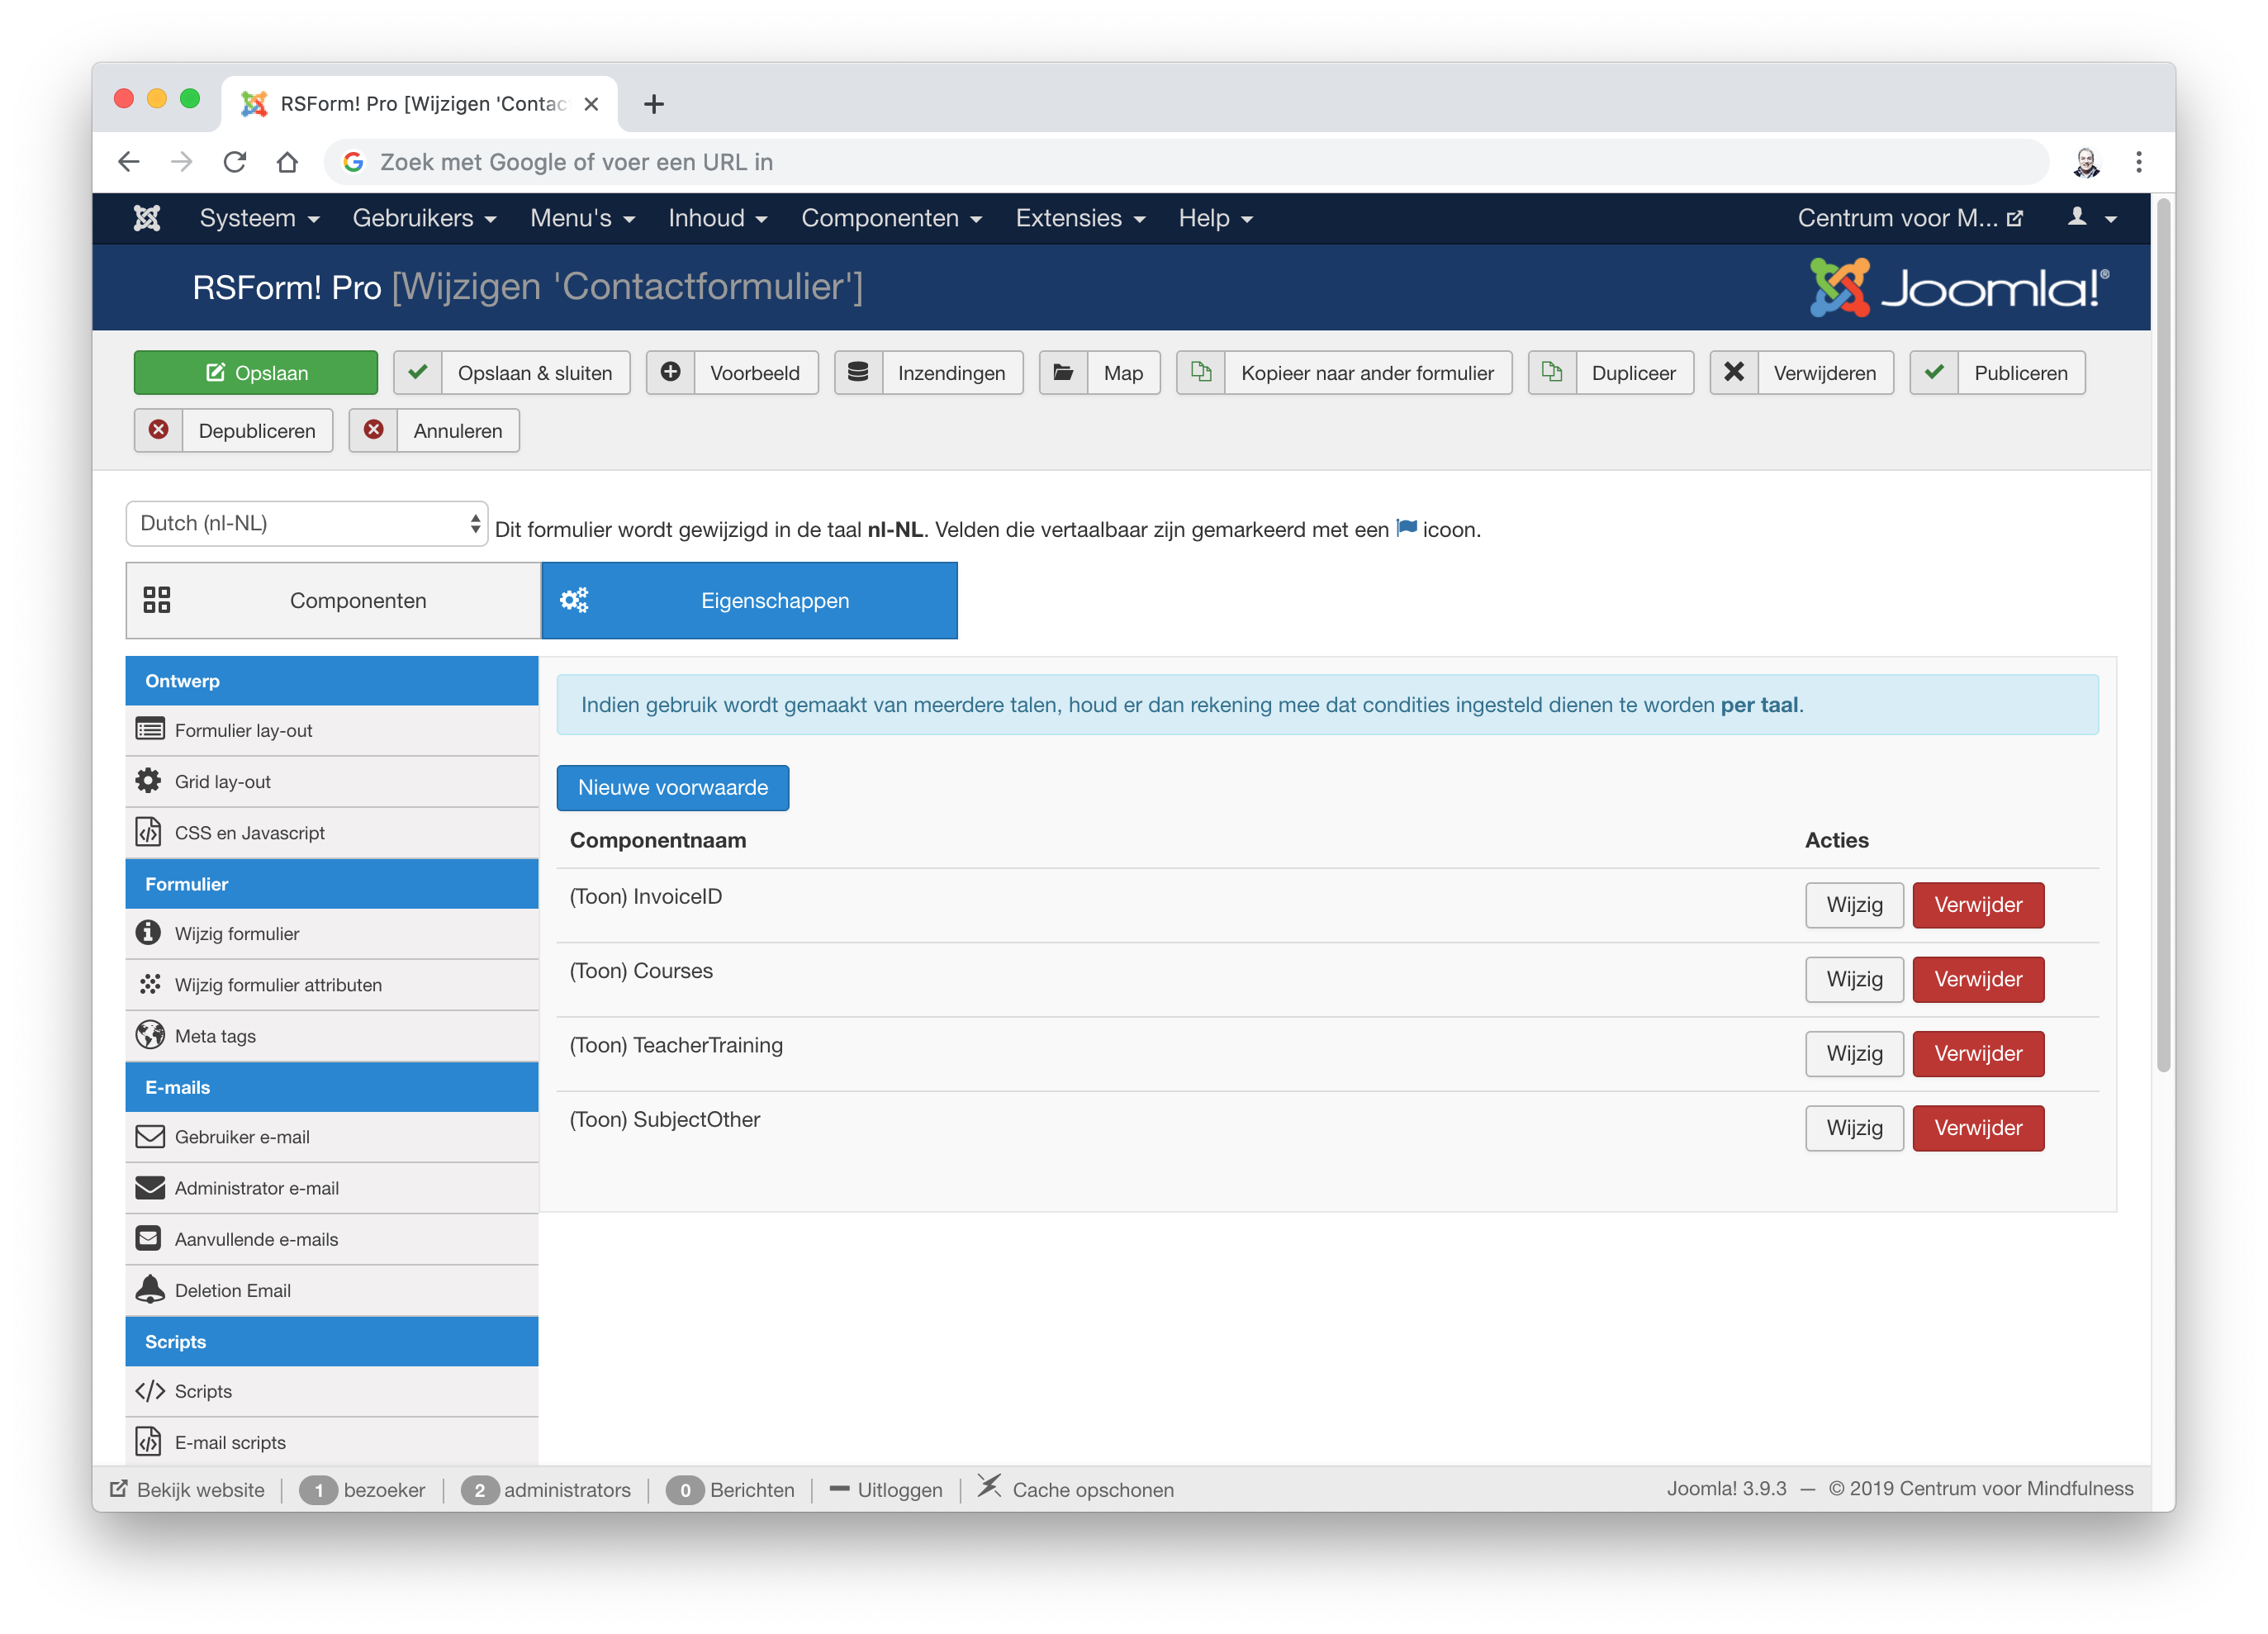 RSForm! Pro [Wijzigen 'Contac
Zoek met Google of voer een URL in
Systeem Gebruikers Menu's Inhoud Componenten Extensies Help Centrum voor M...
RSForm! Pro [Wijzigen 'Contactformulier'] Joomla!®
Opslaan Opslaan & sluiten Voorbeeld Inzendingen Map Kopieer naar ander formulier Dupliceer Verwijderen Publiceren
Depubliceren Annuleren
Dutch (nl-NL) Dit formulier wordt gewijzigd in de taal nl-NL. Velden die vertaalbaar zijn gemarkeerd met een icoon.
Componenten Eigenschappen
Ontwerp
Formulier lay-out
Grid lay-out
CSS en Javascript
Formulier
Wijzig formulier
Wijzig formulier attributen
Meta tags
E-mails
Gebruiker e-mail
Administrator e-mail
Aanvullende e-mails
Deletion Email
Scripts
Scripts
E-mail scripts
Indien gebruik wordt gemaakt van meerdere talen, houd er dan rekening mee dat condities ingesteld dienen te worden per taal.
Nieuwe voorwaarde
Componentnaam Acties
(Toon) InvoiceID Wijzig Verwijder
(Toon) Courses Wijzig Verwijder
(Toon) TeacherTraining Wijzig Verwijder
(Toon) SubjectOther Wijzig Verwijder
Bekijk website 1 bezoeker 2 administrators 0 Berichten Uitloggen Cache opschonen Joomla! 3.9.3 — © 2019 Centrum voor Mindfulness